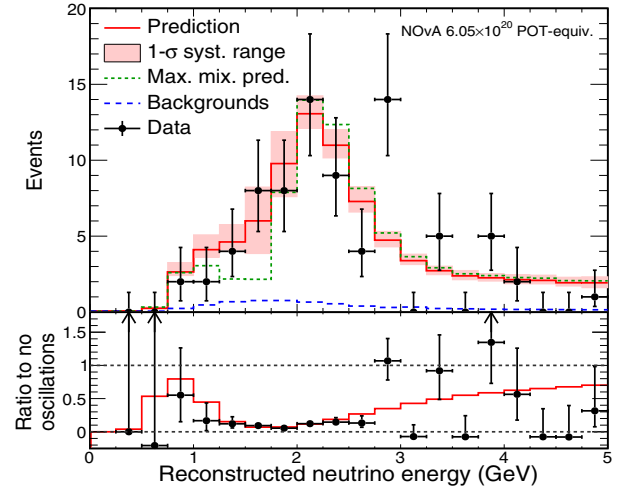 20
Prediction
NOvA 6.05×10²⁰ POT-equiv.
1-σ syst. range
Max. mix. pred.
15
Backgrounds
Data
Events
10
5
0
1.5
1
0.5
0
Ratio to no
oscillations
0 1 2 3 4 5
Reconstructed neutrino energy (GeV)